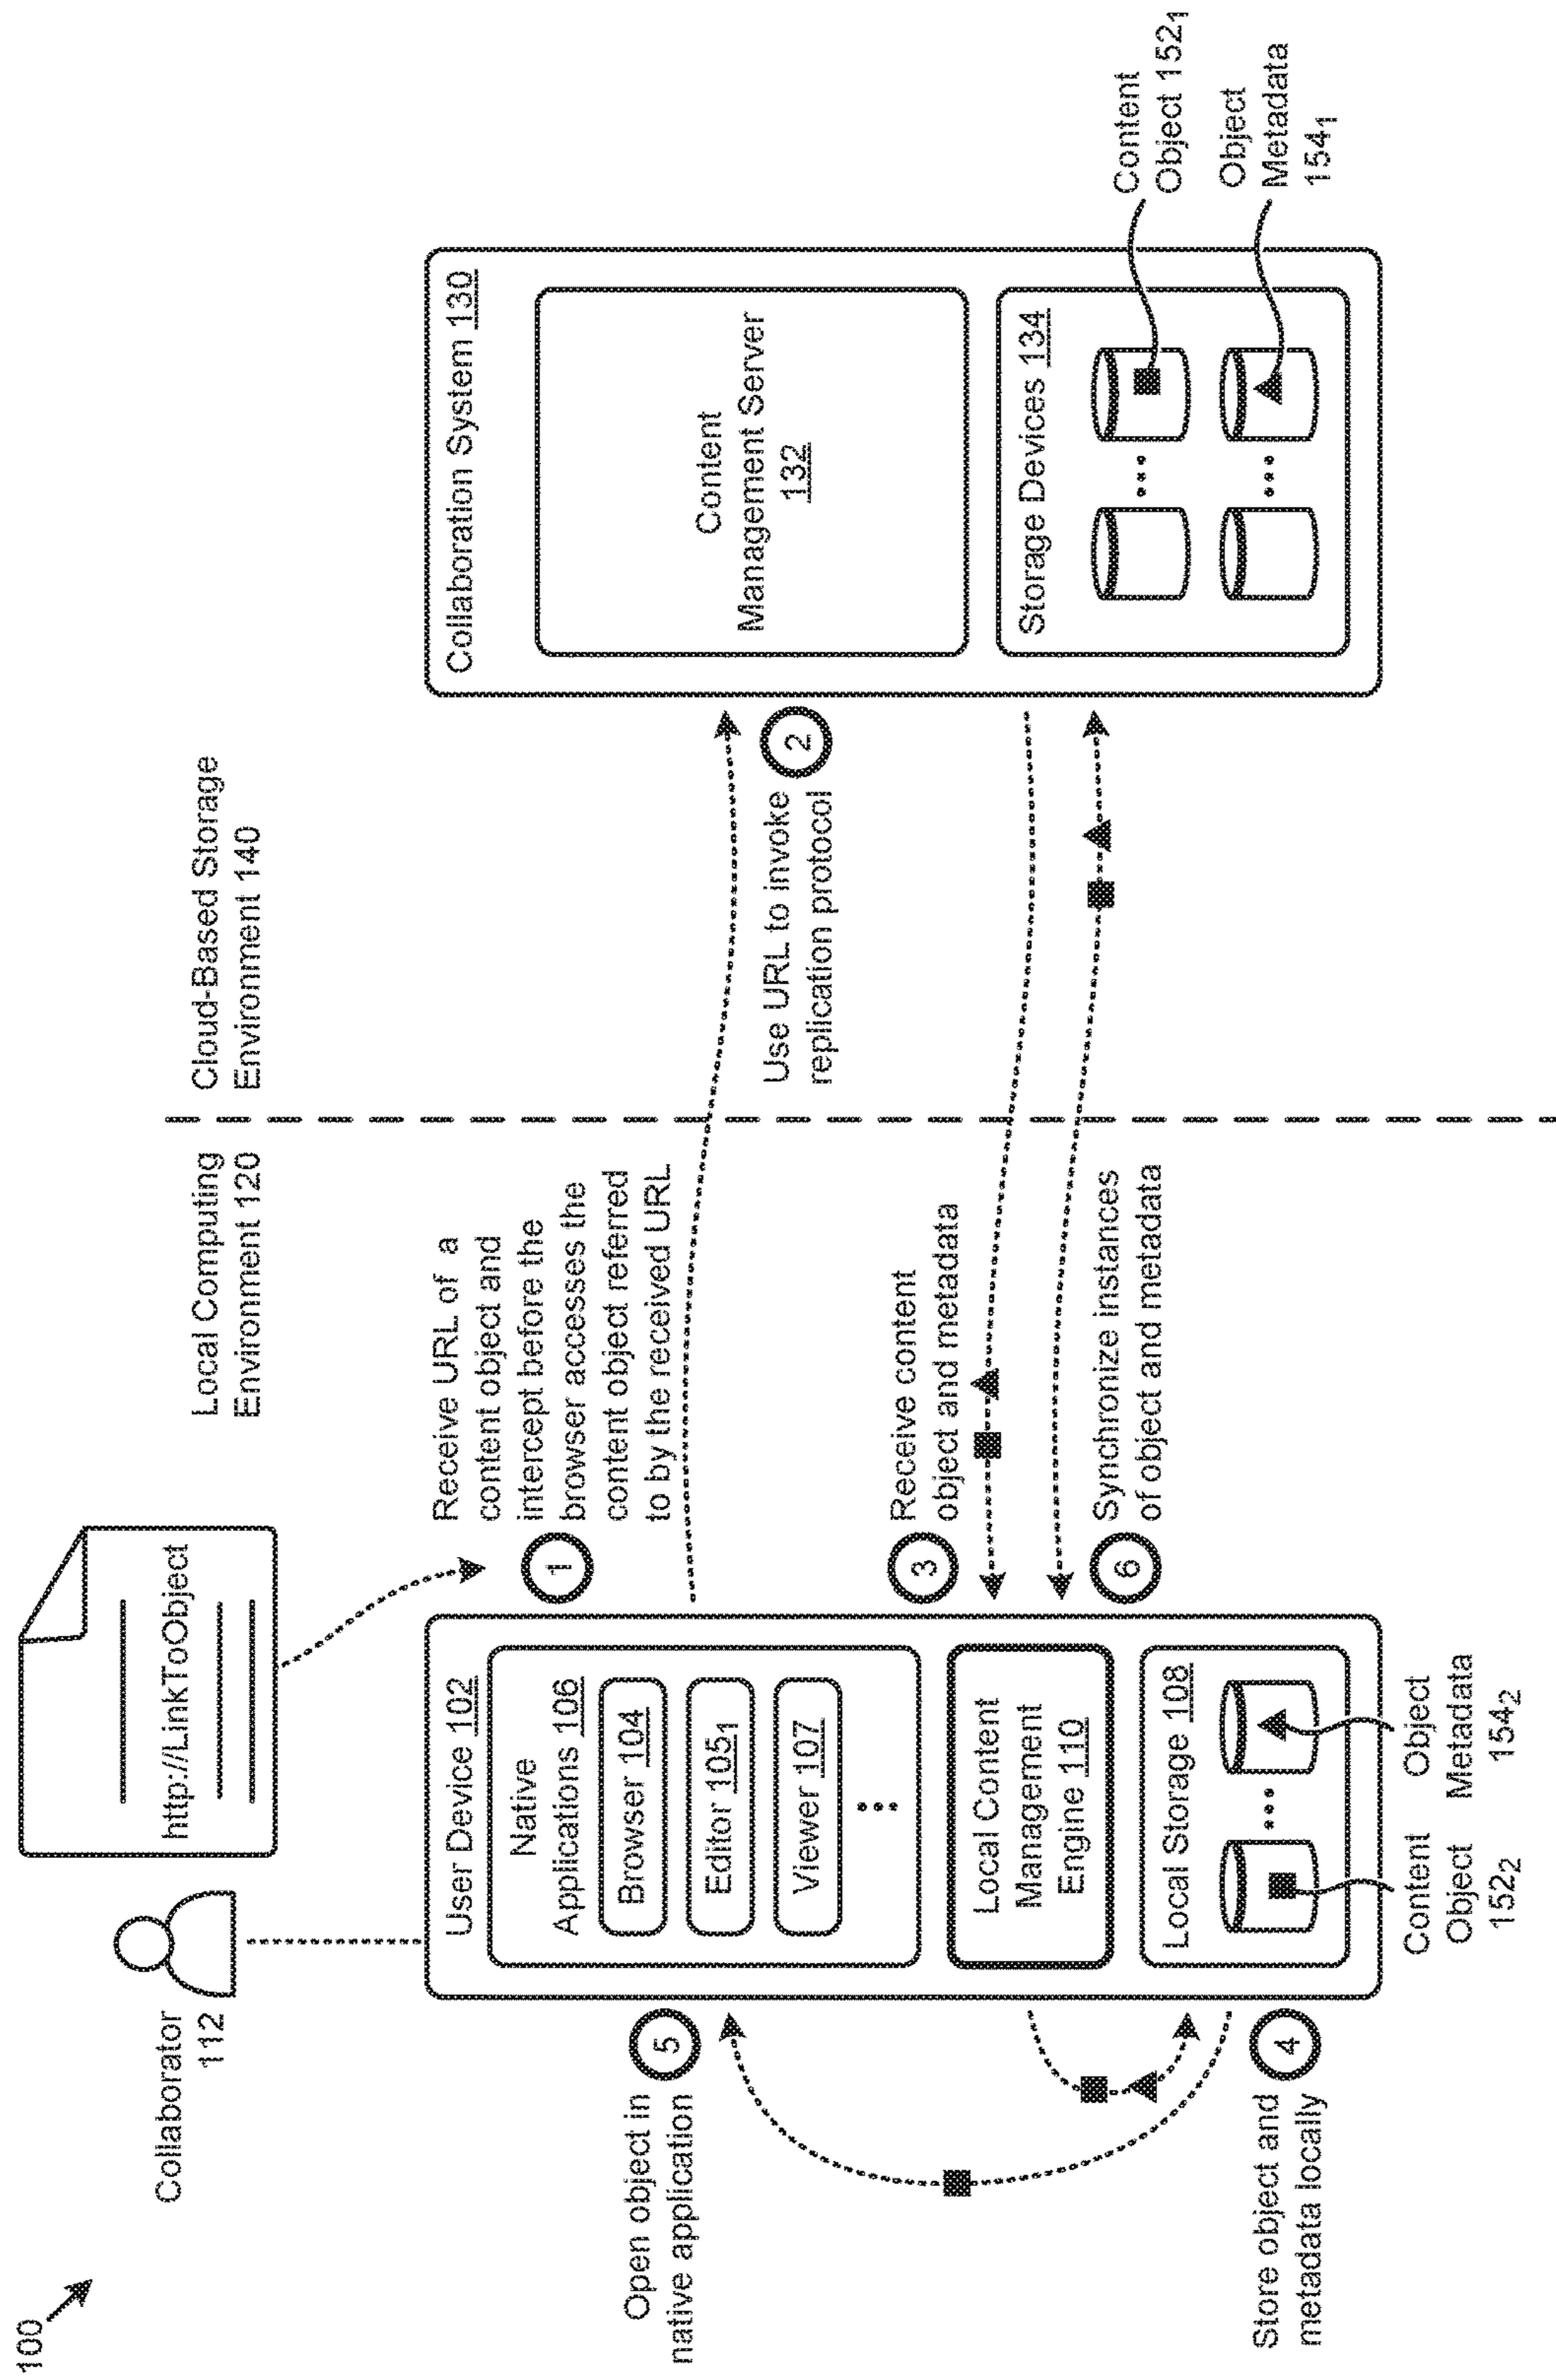 100
Collaborator
112
http://LinkToObject
Local Computing
Environment 120
Cloud-Based Storage
Environment 140
Receive URL of a
content object and
intercept before the
browser accesses the
content object referred
to by the received URL
1
Use URL to invoke
replication protocol
2
Receive content
object and metadata
3
Synchronize instances
of object and metadata
6
Open object in
native application
5
Store object and
metadata locally
4
User Device 102
Native
Applications 106
Browser 104
Editor 105₁
Viewer 107
Local Content
Management
Engine 110
Local Storage 108
Content
Object
152₂
Object
Metadata
154₂
Collaboration System 130
Content
Management Server
132
Storage Devices 134
Content
Object 152₁
Object
Metadata
154₁